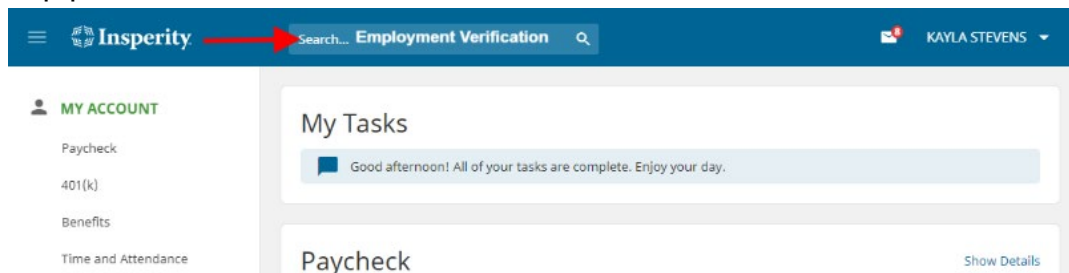 Insperity
Search... Employment Verification
8
KAYLA STEVENS
MY ACCOUNT
Paycheck
401(k)
Benefits
Time and Attendance
My Tasks
Good afternoon! All of your tasks are complete. Enjoy your day.
Paycheck
Show Details